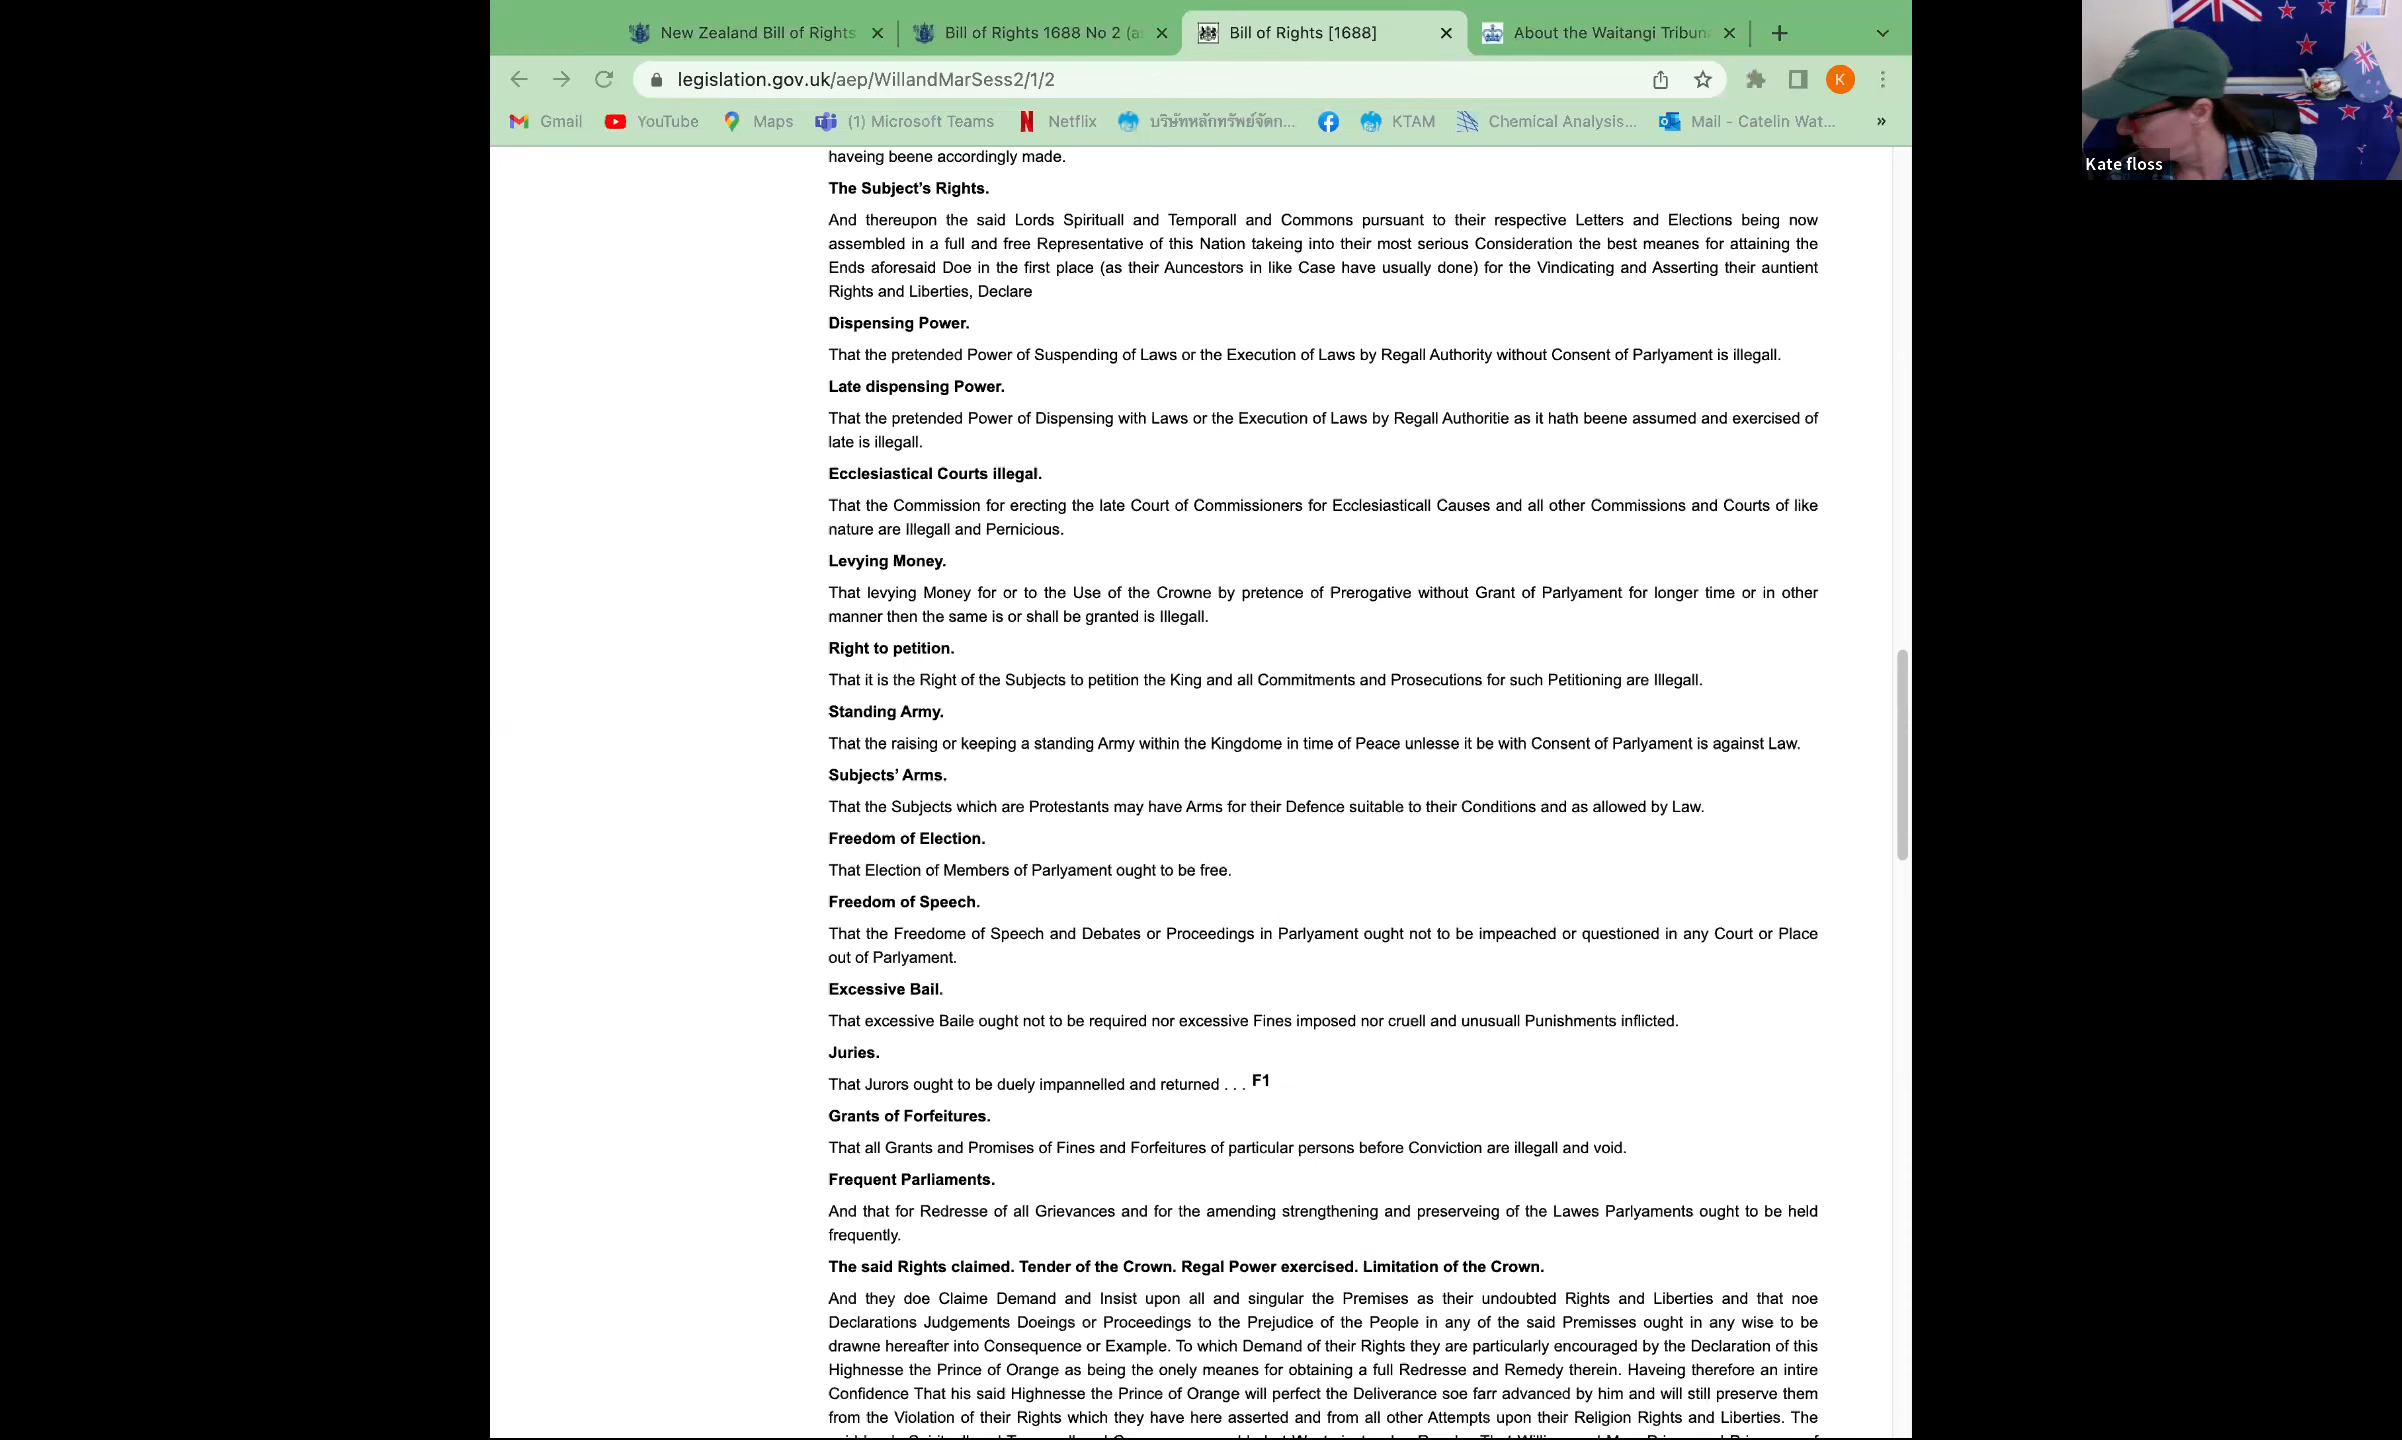 New Zealand Bill of Rights
Bill of Rights 1688 No 2 (a
Bill of Rights [1688]
About the Waitangi Tribun
legislation.gov.uk/aep/WillandMarSess2/1/2
K
Gmail
YouTube
Maps
(1) Microsoft Teams
Netflix
บริษัทหลักทรัพย์จัดก...
KTAM
Chemical Analysis...
Mail - Catelin Wat...
»
Kate floss
haveing beene accordingly made.
The Subject's Rights.
And thereupon the said Lords Spirituall and Temporall and Commons pursuant to their respective Letters and Elections being now
assembled in a full and free Representative of this Nation takeing into their most serious Consideration the best meanes for attaining the
Ends aforesaid Doe in the first place (as their Auncestors in like Case have usually done) for the Vindicating and Asserting their auntient
Rights and Liberties, Declare
Dispensing Power.
That the pretended Power of Suspending of Laws or the Execution of Laws by Regall Authority without Consent of Parlyament is illegall.
Late dispensing Power.
That the pretended Power of Dispensing with Laws or the Execution of Laws by Regall Authoritie as it hath beene assumed and exercised of
late is illegall.
Ecclesiastical Courts illegal.
That the Commission for erecting the late Court of Commissioners for Ecclesiasticall Causes and all other Commissions and Courts of like
nature are Illegall and Pernicious.
Levying Money.
That levying Money for or to the Use of the Crowne by pretence of Prerogative without Grant of Parlyament for longer time or in other
manner then the same is or shall be granted is Illegall.
Right to petition.
That it is the Right of the Subjects to petition the King and all Commitments and Prosecutions for such Petitioning are Illegall.
Standing Army.
That the raising or keeping a standing Army within the Kingdome in time of Peace unlesse it be with Consent of Parlyament is against Law.
Subjects' Arms.
That the Subjects which are Protestants may have Arms for their Defence suitable to their Conditions and as allowed by Law.
Freedom of Election.
That Election of Members of Parlyament ought to be free.
Freedom of Speech.
That the Freedome of Speech and Debates or Proceedings in Parlyament ought not to be impeached or questioned in any Court or Place
out of Parlyament.
Excessive Bail.
That excessive Baile ought not to be required nor excessive Fines imposed nor cruell and unusuall Punishments inflicted.
Juries.
That Jurors ought to be duely impannelled and returned . . . F1
Grants of Forfeitures.
That all Grants and Promises of Fines and Forfeitures of particular persons before Conviction are illegall and void.
Frequent Parliaments.
And that for Redresse of all Grievances and for the amending strengthening and preserveing of the Lawes Parlyaments ought to be held
frequently.
The said Rights claimed. Tender of the Crown. Regal Power exercised. Limitation of the Crown.
And they doe Claime Demand and Insist upon all and singular the Premises as their undoubted Rights and Liberties and that noe
Declarations Judgements Doeings or Proceedings to the Prejudice of the People in any of the said Premisses ought in any wise to be
drawne hereafter into Consequence or Example. To which Demand of their Rights they are particularly encouraged by the Declaration of this
Highnesse the Prince of Orange as being the onely meanes for obtaining a full Redresse and Remedy therein. Haveing therefore an intire
Confidence That his said Highnesse the Prince of Orange will perfect the Deliverance soe farr advanced by him and will still preserve them
from the Violation of their Rights which they have here asserted and from all other Attempts upon their Religion Rights and Liberties. The